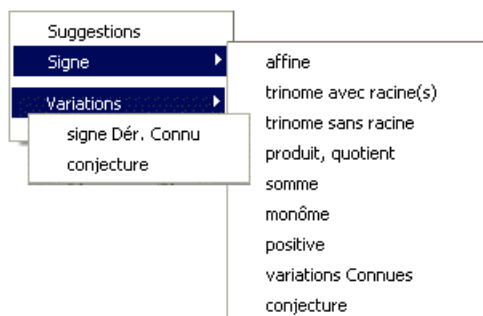 Suggestions
Signe
Variations
signe Dér. Connu
conjecture
affine
trinome avec racine(s)
trinome sans racine
produit, quotient
somme
monôme
positive
variations Connues
conjecture